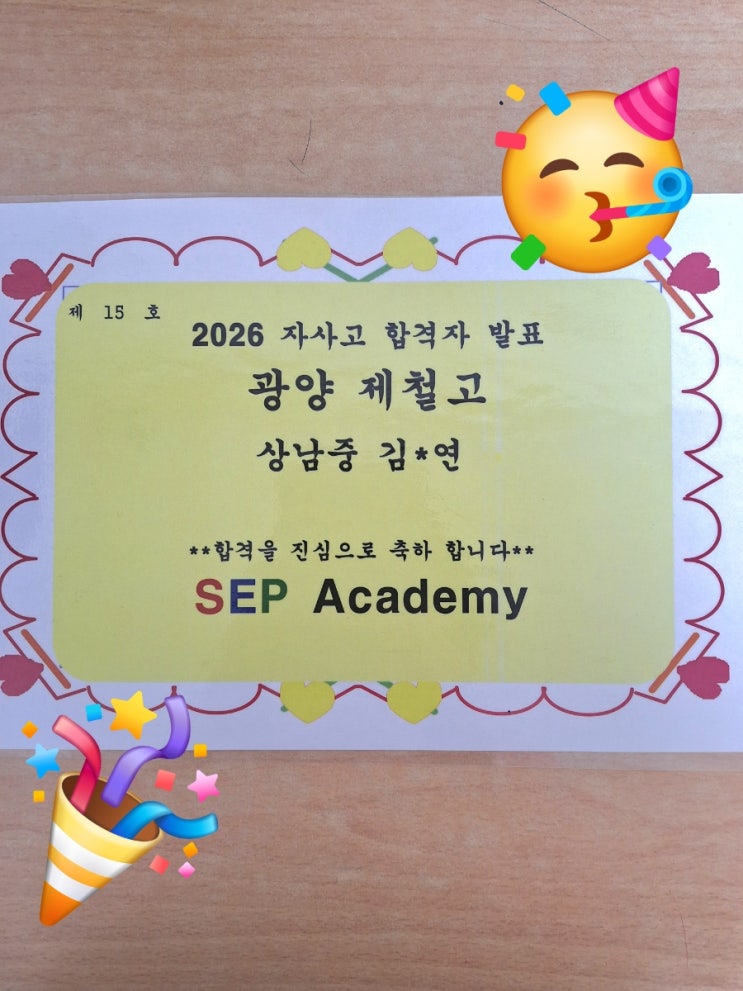 제 15 호
2026 자사고 합격자 발표
광양 제철고
상남중 김*연
**합격을 진심으로 축하 합니다**
SEP Academy